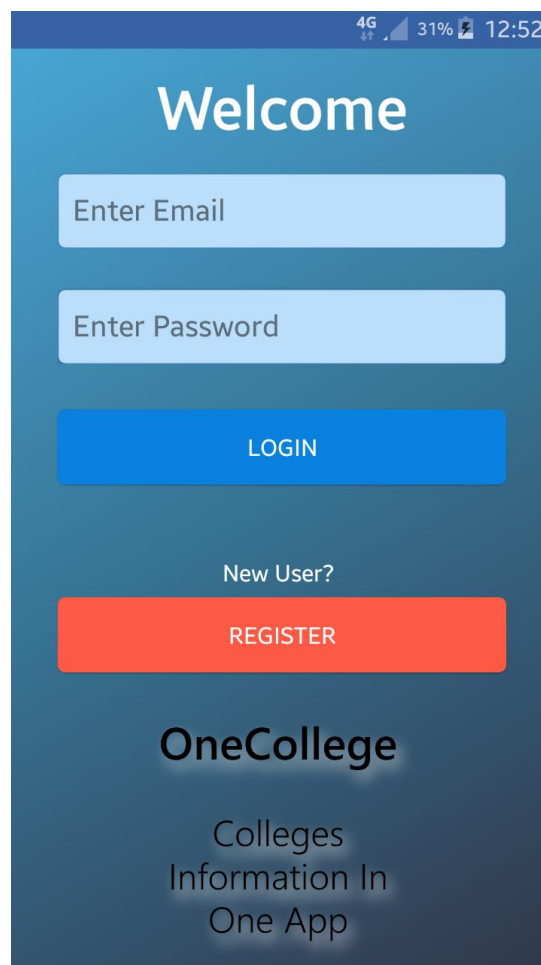 4G 31% 12:52
Welcome
Enter Email
Enter Password
LOGIN
New User?
REGISTER
OneCollege
Colleges
Information In
One App